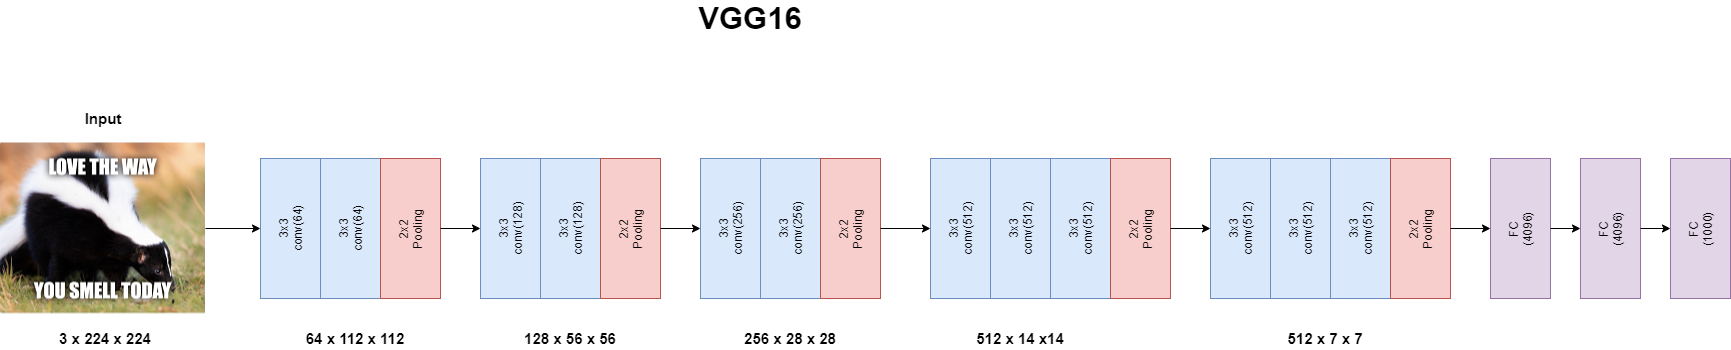 VGG16
Input
LOVE THE WAY
YOU SMELL TODAY
3 x 224 x 224
3x3
conv(64)
3x3
conv(64)
2x2
Pooling
64 x 112 x 112
3x3
conv(128)
3x3
conv(128)
2x2
Pooling
128 x 56 x 56
3x3
conv(256)
3x3
conv(256)
2x2
Pooling
256 x 28 x 28
3x3
conv(512)
3x3
conv(512)
3x3
conv(512)
2x2
Pooling
512 x 14 x14
3x3
conv(512)
3x3
conv(512)
3x3
conv(512)
2x2
Pooling
512 x 7 x 7
FC
(4096)
FC
(4096)
FC
(1000)